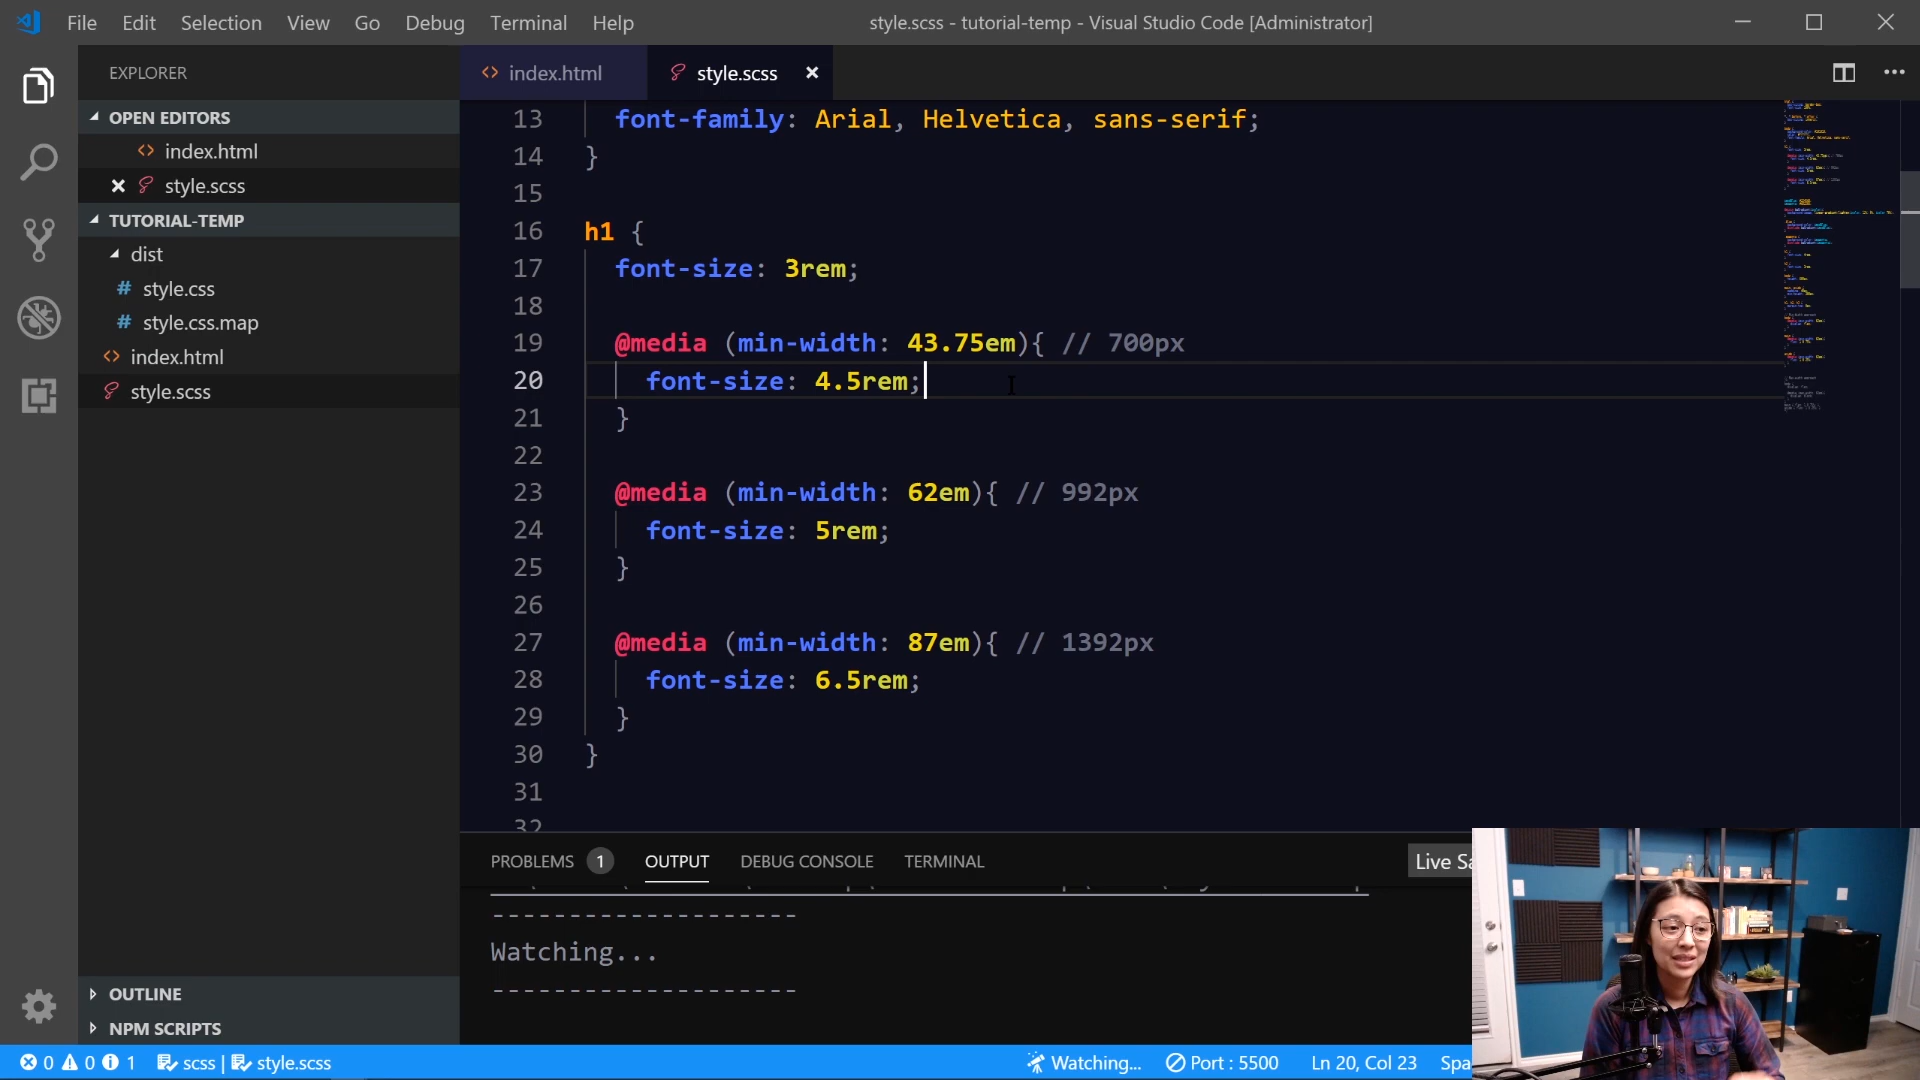 File Edit Selection View Go Debug Terminal Help
style.scss - tutorial-temp - Visual Studio Code [Administrator]
EXPLORER
OPEN EDITORS
index.html
style.scss
TUTORIAL-TEMP
dist
style.css
style.css.map
index.html
style.scss
OUTLINE
NPM SCRIPTS
index.html style.scss
13 font-family: Arial, Helvetica, sans-serif;
14 }
15
16 h1 {
17 font-size: 3rem;
18
19 @media (min-width: 43.75em){ // 700px
20 font-size: 4.5rem;
21 }
22
23 @media (min-width: 62em){ // 992px
24 font-size: 5rem;
25 }
26
27 @media (min-width: 87em){ // 1392px
28 font-size: 6.5rem;
29 }
30 }
31
32
PROBLEMS 1 OUTPUT DEBUG CONSOLE TERMINAL Live Sa
--------------------
Watching...
--------------------
0 0 1 scss | style.scss Watching... Port : 5500 Ln 20, Col 23 Spa